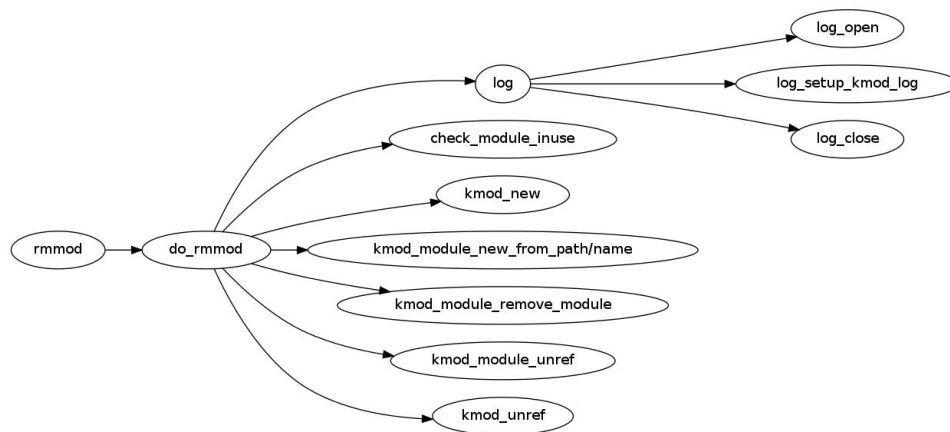 log_open
log
log_setup_kmod_log
check_module_inuse
log_close
kmod_new
rmmod
do_rmmod
kmod_module_new_from_path/name
kmod_module_remove_module
kmod_module_unref
kmod_unref